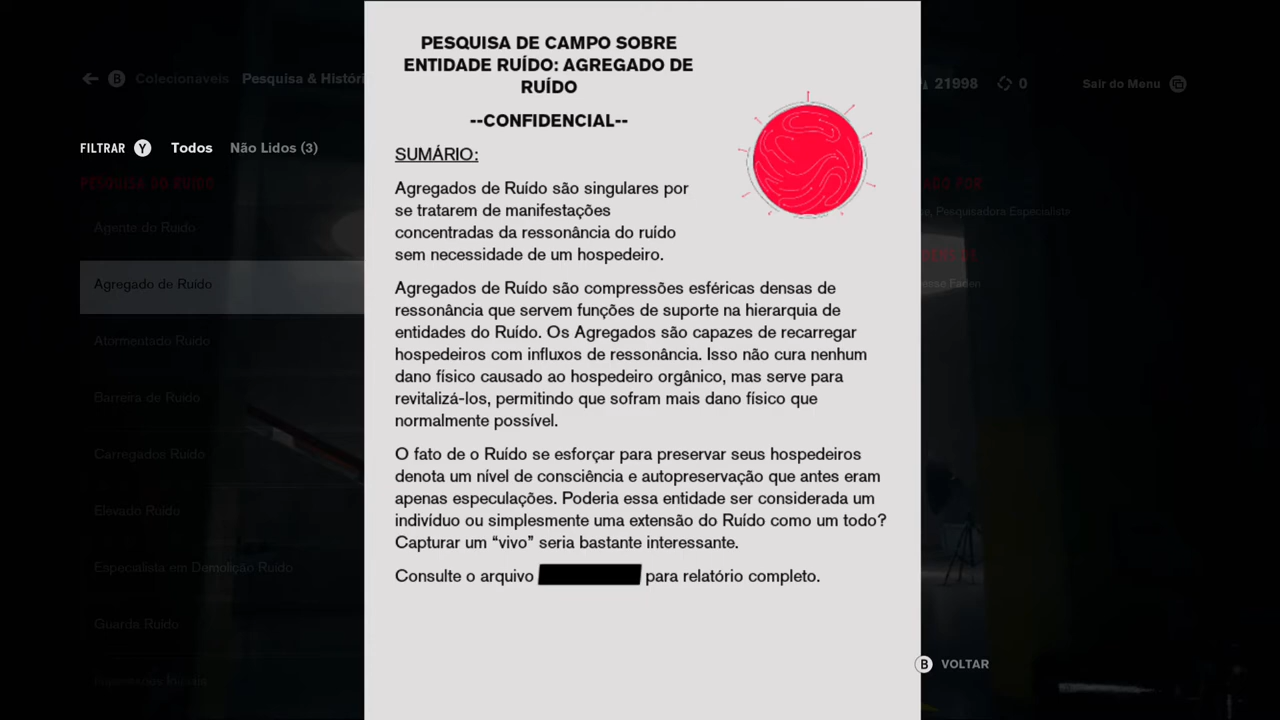 PESQUISA DE CAMPO SOBRE
ENTIDADE RUÍDO: AGREGADO DE
RUÍDO
--CONFIDENCIAL--
SUMÁRIO:
Agregados de Ruído são singulares por
se tratarem de manifestações
concentradas da ressonância do ruído
sem necessidade de um hospedeiro.
Agregados de Ruído são compressões esféricas densas de
ressonância que servem funções de suporte na hierarquia de
entidades do Ruído. Os Agregados são capazes de recarregar
hospedeiros com influxos de ressonância. Isso não cura nenhum
dano físico causado ao hospedeiro orgânico, mas serve para
revitalizá-los, permitindo que sofram mais dano físico que
normalmente possível.
O fato de o Ruído se esforçar para preservar seus hospedeiros
denota um nível de consciência e autopreservação que antes eram
apenas especulações. Poderia essa entidade ser considerada um
indivíduo ou simplesmente uma extensão do Ruído como um todo?
Capturar um “vivo” seria bastante interessante.
Consulte o arquivo para relatório completo.
B Colecionaveis Pesquisa & Históri
21998 0 Sair do Menu
FILTRAR Y Todos Não Lidos (3)
PESQUISA DO RUÍDO
Agente do Ruído
Agregado de Ruído
Atormentado Ruído
Barreira de Ruído
Carregados Ruído
Elevado Ruído
Especialista em Demolição Ruído
Guarda Ruído
Pesquisadora Especialista
Faden
B VOLTAR